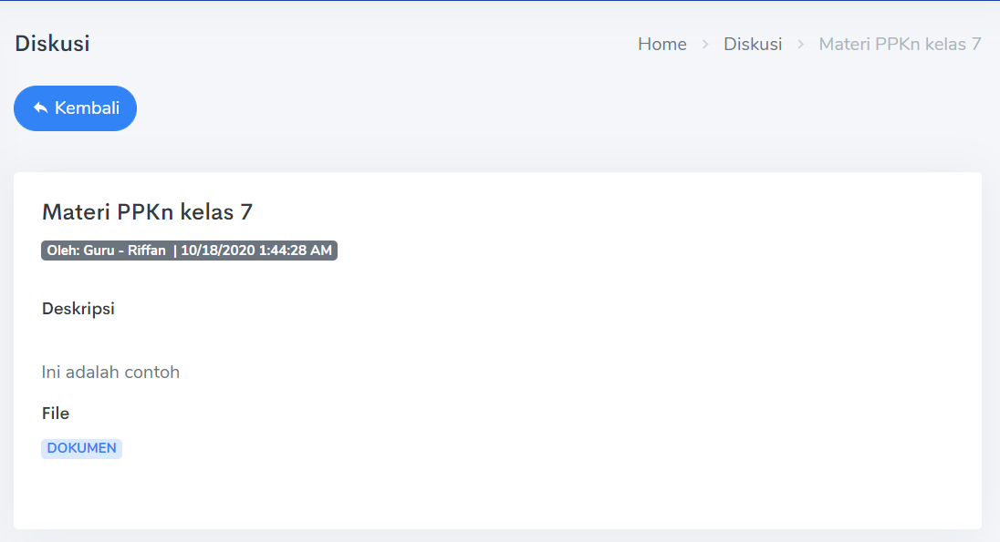 Diskusi
Home > Diskusi > Materi PPKn kelas 7
Kembali
Materi PPKn kelas 7
Oleh: Guru - Riffan | 10/18/2020 1:44:28 AM
Deskripsi
Ini adalah contoh
File
DOKUMEN